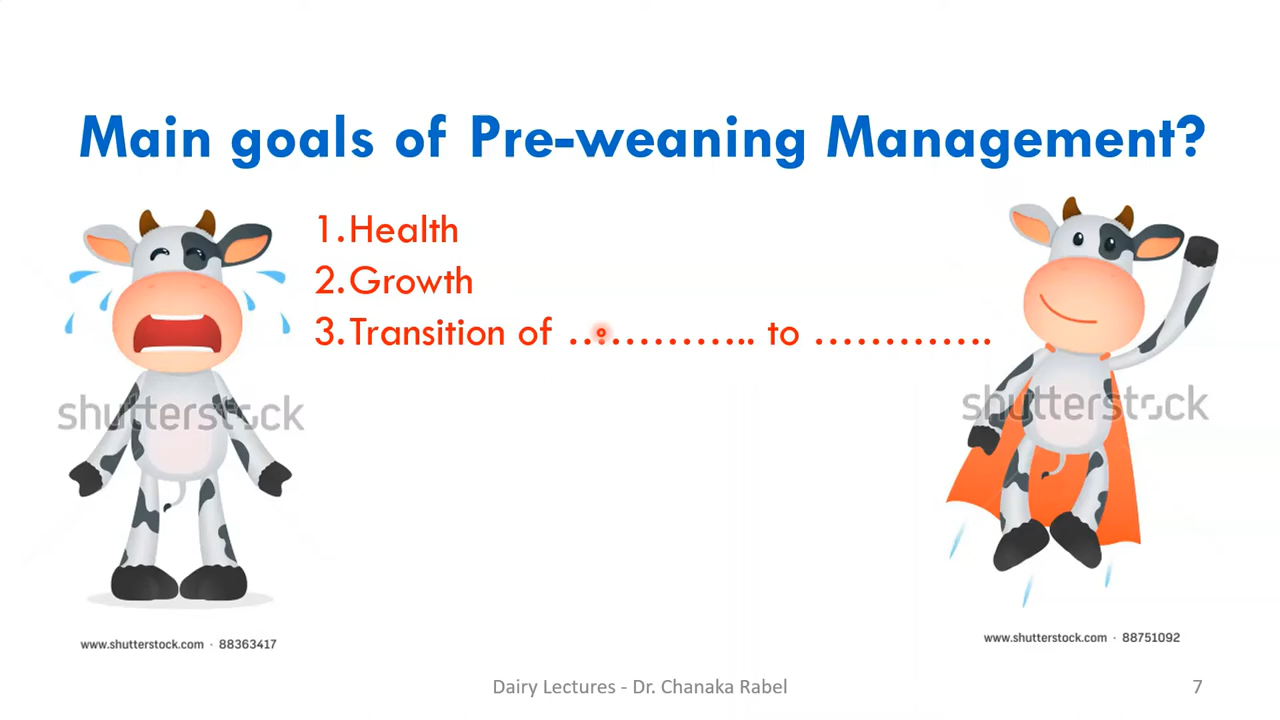 Main goals of Pre-weaning Management?
1.Health
2.Growth
3.Transition of ………….. to ………….
shutterstock
shutterstock
www.shutterstock.com · 88363417
www.shutterstock.com · 88751092
Dairy Lectures - Dr. Chanaka Rabel
7